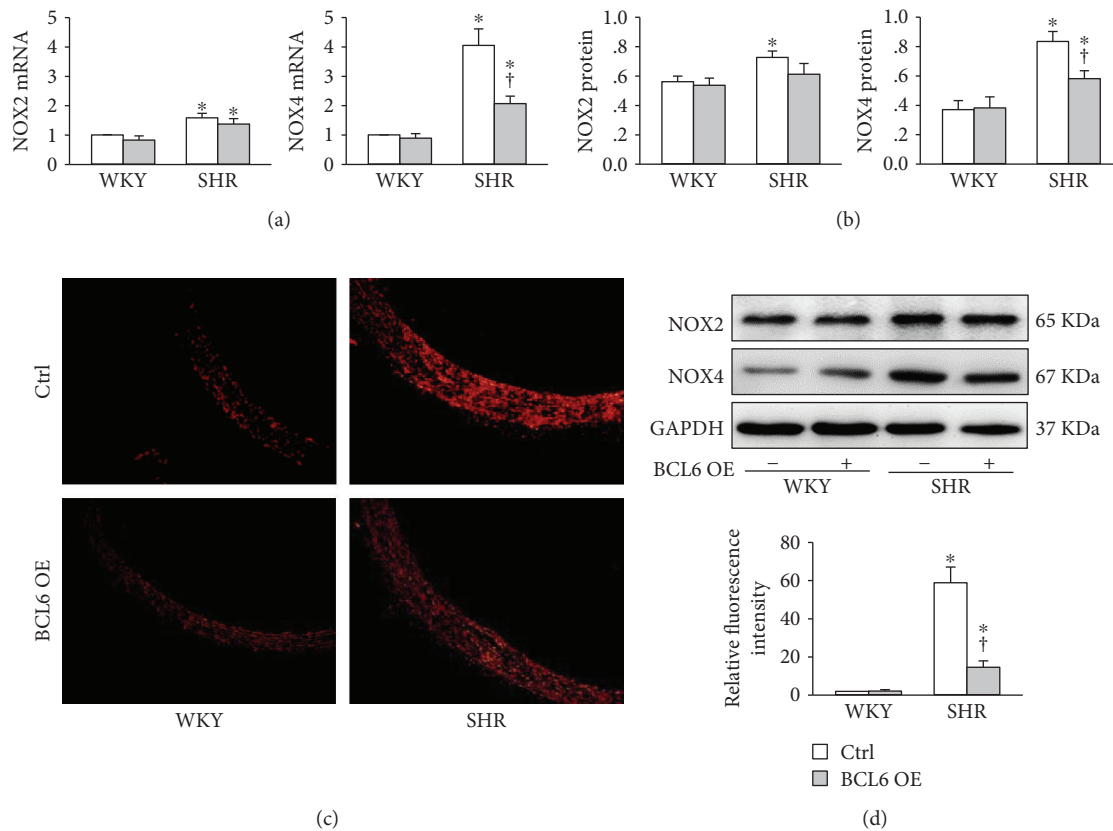 NOX2 mRNA
5
4
3
2
1
0
* *
WKY SHR
NOX4 mRNA
5
4
3
2
1
0
*
*
†
WKY SHR
(a)
NOX2 protein
1.0
.8
.6
.4
.2
0.0
*
WKY SHR
NOX4 protein
1.0
.8
.6
.4
.2
0.0
*
*
†
WKY SHR
(b)
Ctrl
BCL6 OE
WKY SHR
(c)
NOX2 65 KDa
NOX4 67 KDa
GAPDH 37 KDa
BCL6 OE − + − +
WKY SHR
Relative fluorescence
intensity
80
60
40
20
0
*
*
†
WKY SHR
Ctrl
BCL6 OE
(d)